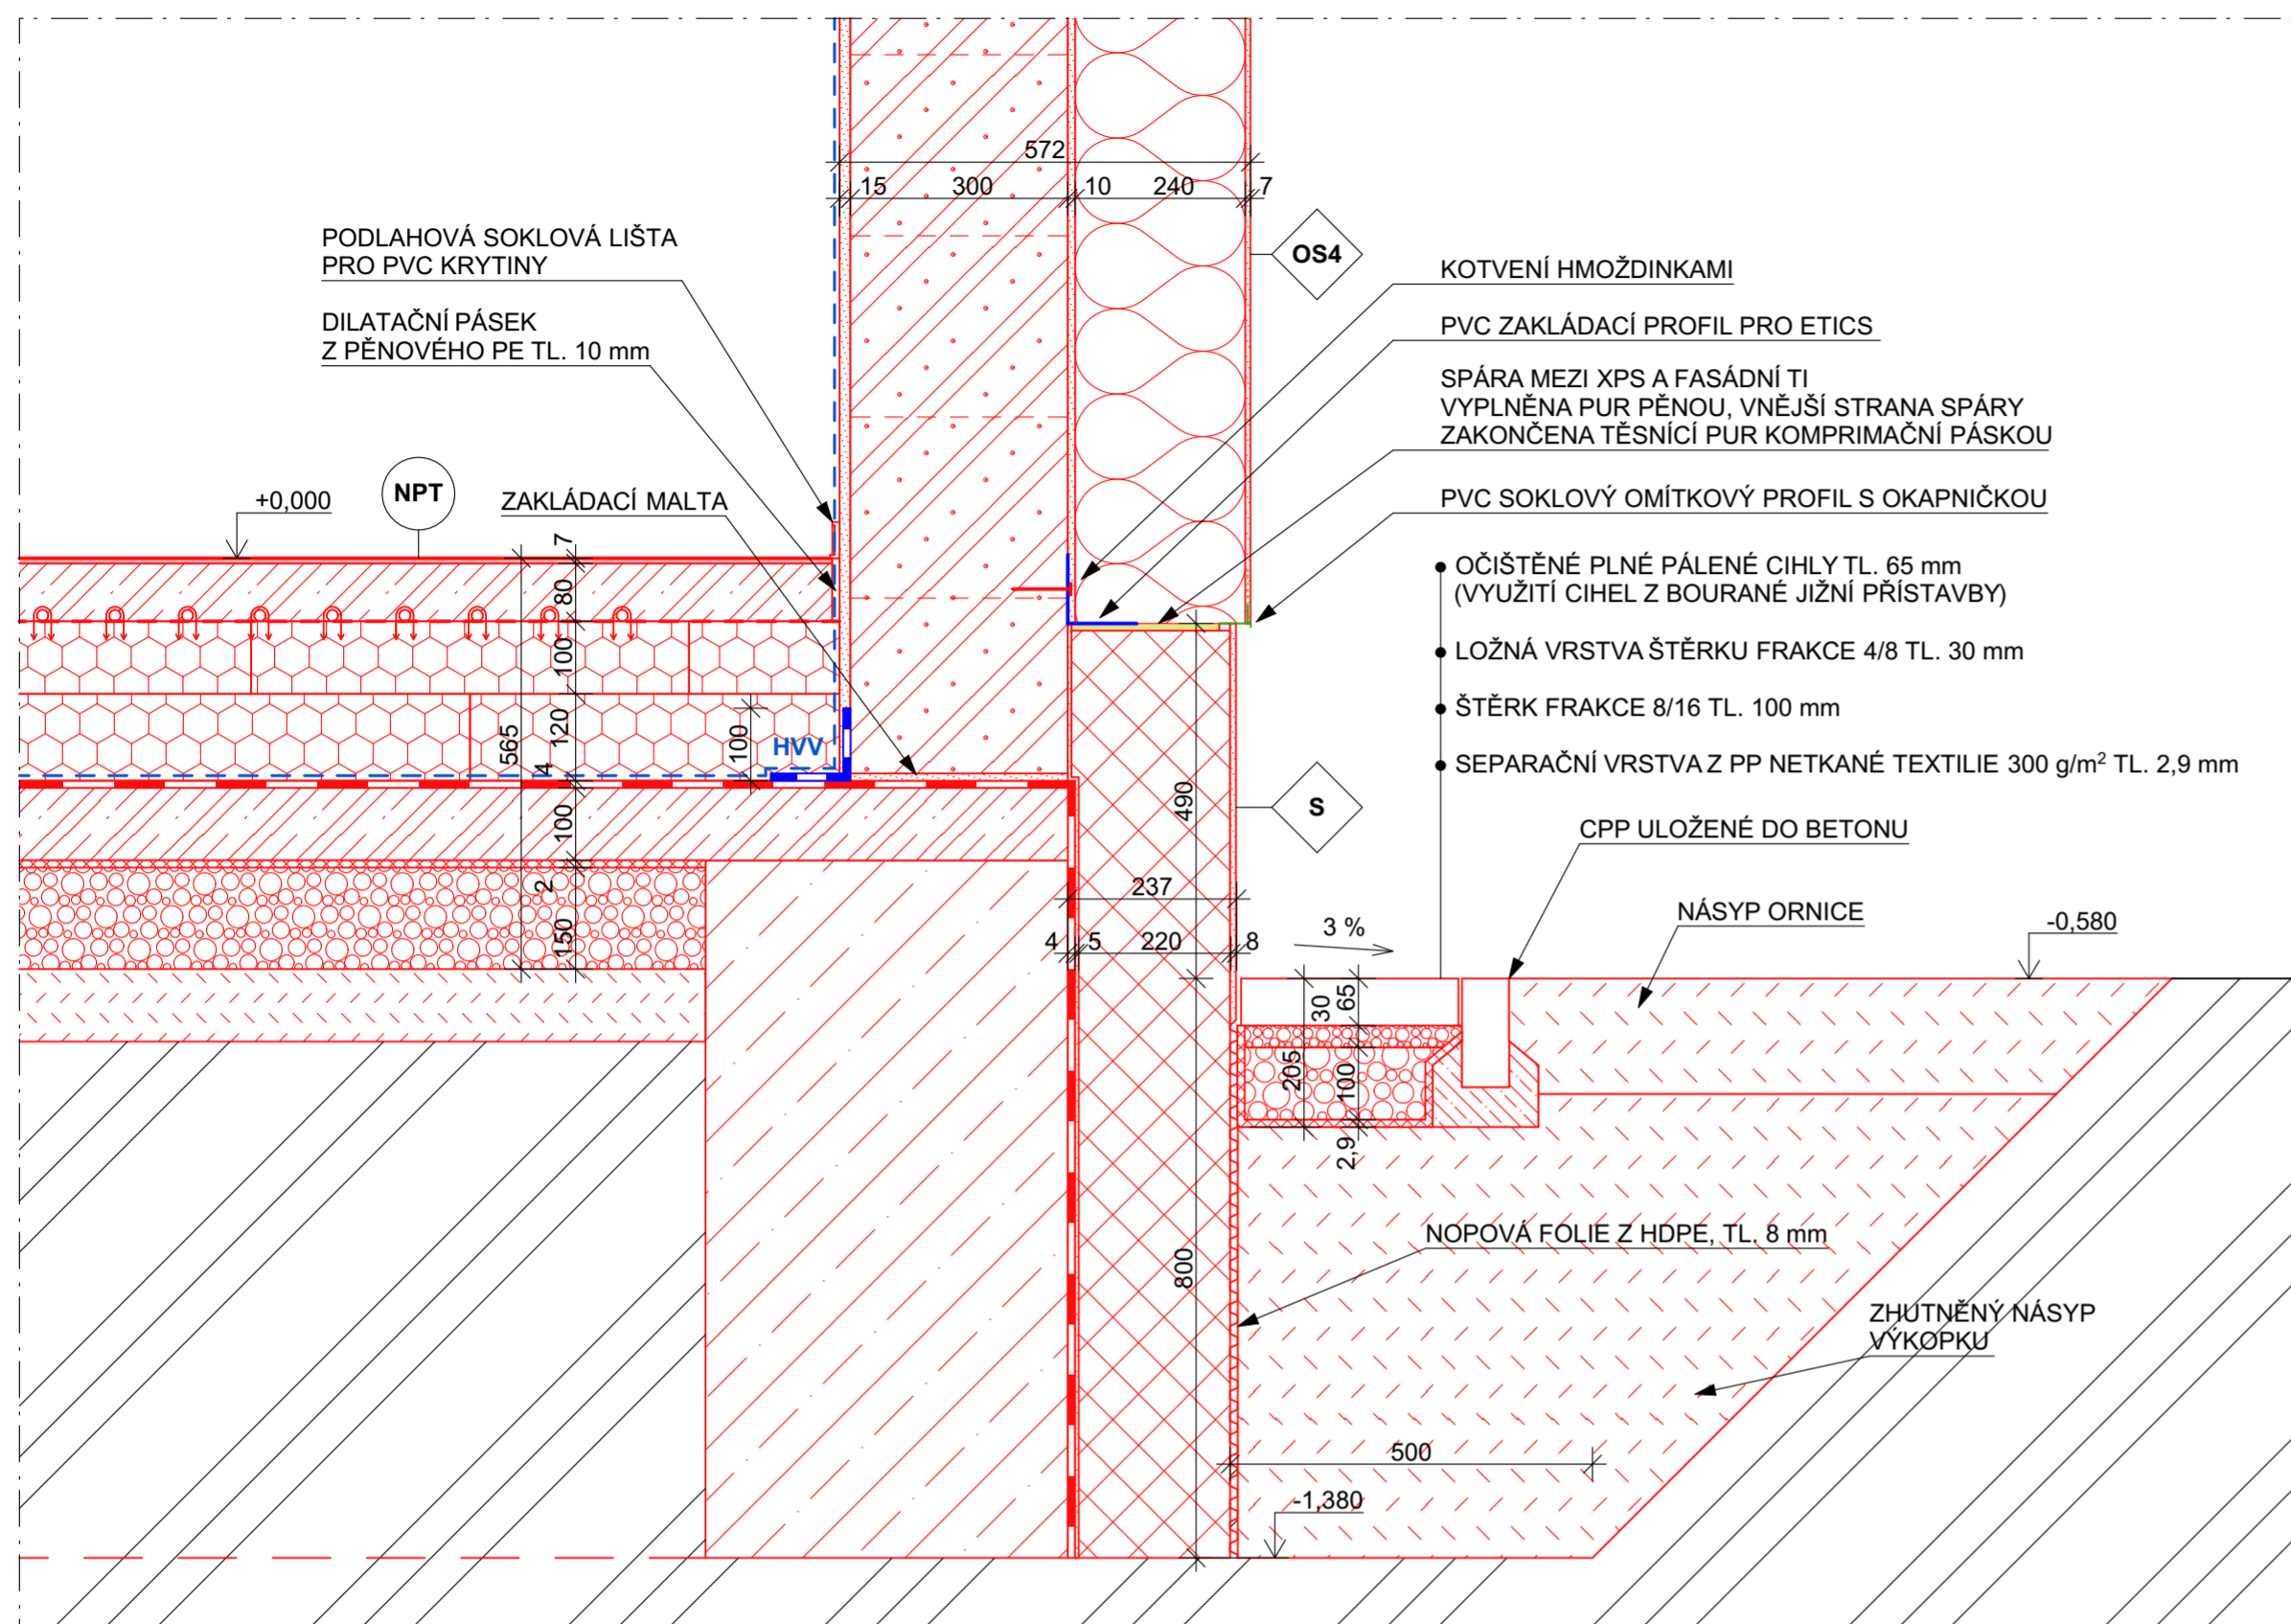 572
15
300
10
240
7
PODLAHOVÁ SOKLOVÁ LIŠTA
PRO PVC KRYTINY
DILATAČNÍ PÁSEK
Z PĚNOVÉHO PE TL. 10 mm
OS4
KOTVENÍ HMOŽDINKAMI
PVC ZAKLÁDACÍ PROFIL PRO ETICS
SPÁRA MEZI XPS A FASÁDNÍ TI
VYPLNĚNA PUR PĚNOU, VNĚJŠÍ STRANA SPÁRY
ZAKONČENA TĚSNÍCÍ PUR KOMPRIMAČNÍ PÁSKOU
PVC SOKLOVÝ OMÍTKOVÝ PROFIL S OKAPNIČKOU
+0,000
NPT
ZAKLÁDACÍ MALTA
OČIŠTĚNÉ PLNÉ PÁLENÉ CIHLY TL. 65 mm
(VYUŽITÍ CIHEL Z BOURANÉ JIŽNÍ PŘÍSTAVBY)
LOŽNÁ VRSTVA ŠTĚRKU FRAKCE 4/8 TL. 30 mm
ŠTĚRK FRAKCE 8/16 TL. 100 mm
SEPARAČNÍ VRSTVA Z PP NETKANÉ TEXTILIE 300 g/m² TL. 2,9 mm
7
80
100
120
4
100
2
150
565
100
HVV
490
S
CPP ULOŽENÉ DO BETONU
237
4
5
220
8
3 %
NÁSYP ORNICE
-0,580
30
65
205
100
2,9
800
NOPOVÁ FOLIE Z HDPE, TL. 8 mm
ZHUTNĚNÝ NÁSYP
VÝKOPKU
500
-1,380